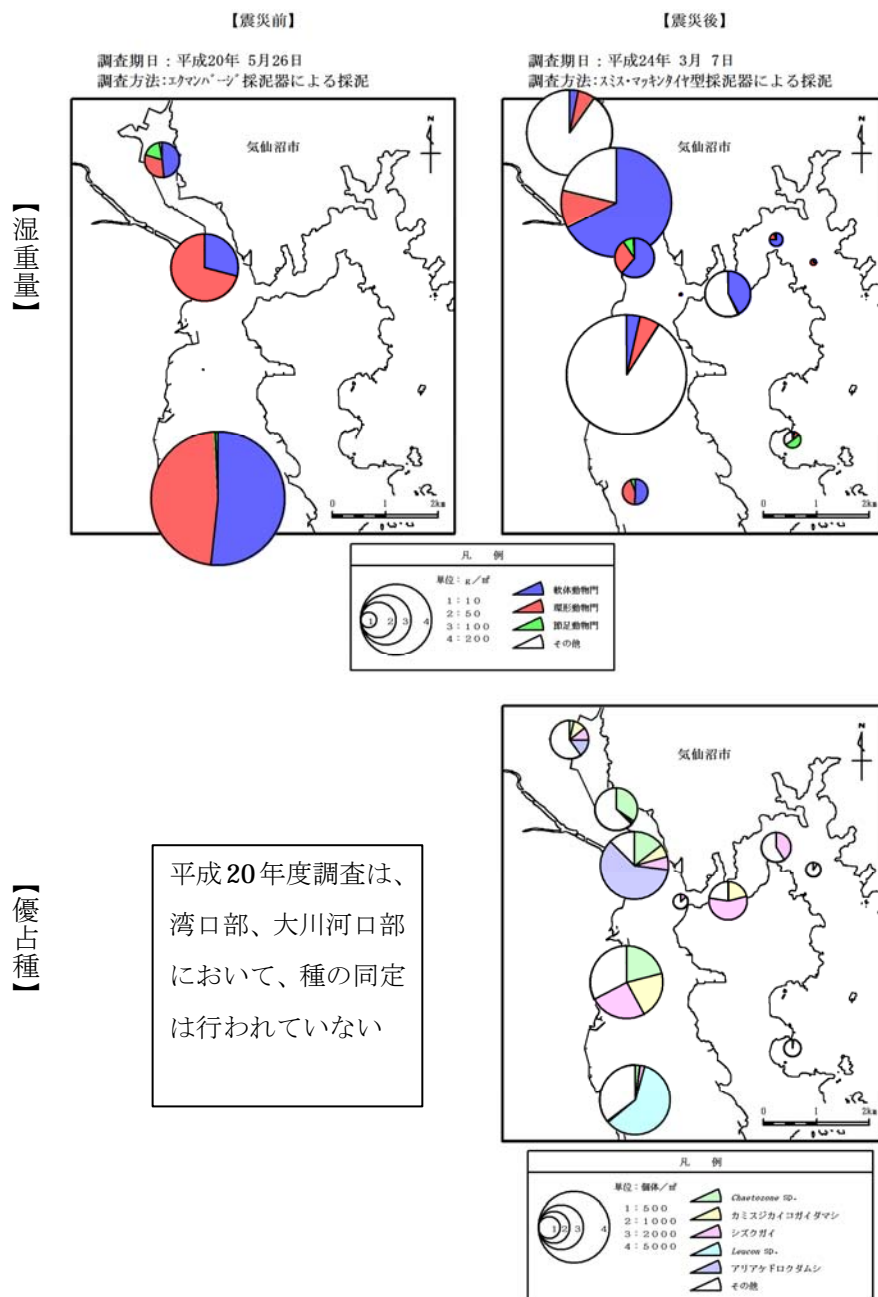 【震災前】
調査期日：平成20年 5月26日
調査方法：エクマンバージ採泥器による採泥
【震災後】
調査期日：平成24年 3月 7日
調査方法：スミス・マッキンタイヤ型採泥器による採泥
【湿重量】
気仙沼市
N
0 1 2km
気仙沼市
N
0 1 2km
凡 例
単位：g／㎡
1：10
2：50
3：100
4：200
1 2 3 4
軟体動物門
環形動物門
節足動物門
その他
【優占種】
平成20年度調査は、
湾口部、大川河口部
において、種の同定
は行われていない
気仙沼市
N
0 1 2km
凡 例
単位：個体／㎡
1：500
2：1000
3：2000
4：5000
1 2 3 4
Chaetozone sp.
カミスジカイコガイダマシ
シズクガイ
Leucon sp.
アリアケドロクダムシ
その他